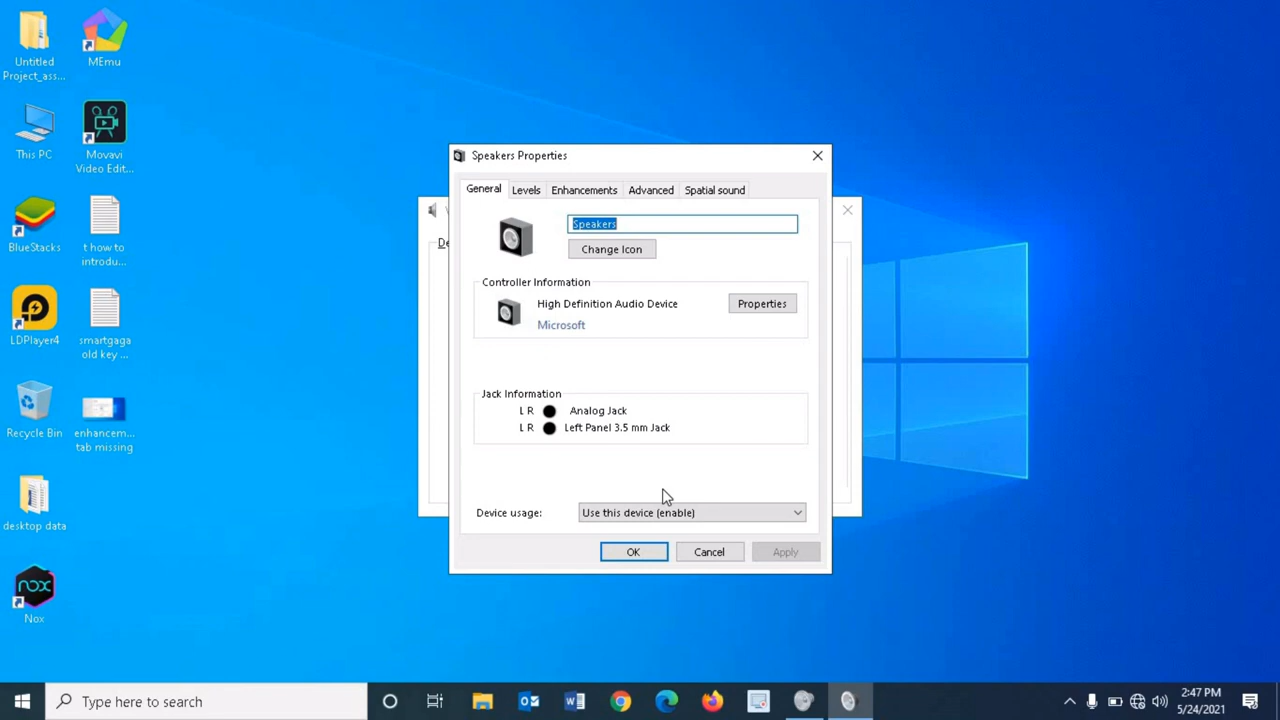 Untitled
Project_ass...
MEmu
This PC
Movavi
Video Edit...
BlueStacks
t how to
introdu...
LDPlayer4
smartgaga
old key ...
Recycle Bin
enhancem...
tab missing
desktop data
nox
Nox
Speakers Properties
General
Levels
Enhancements
Advanced
Spatial sound
Speakers
Change Icon
Controller Information
High Definition Audio Device
Properties
Microsoft
Jack Information
L R
Analog Jack
L R
Left Panel 3.5 mm Jack
Device usage:
Use this device (enable)
OK
Cancel
Apply
Type here to search
2:47 PM
5/24/2021